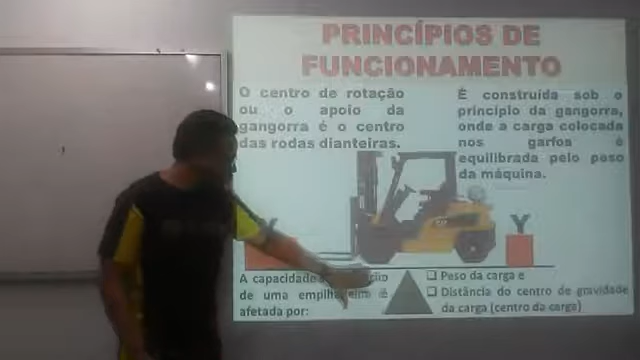 PRINCÍPIOS DE
FUNCIONAMENTO
O centro de rotação
ou o apoio da
gangorra é o centro
das rodas dianteiras.
É construída sob o
princípio da gangorra,
onde a carga colocada
nos garfos é
equilibrada pelo peso
da máquina.
Y
A capacidade
de uma é
afetada por:
Peso da carga e
Distância do centro de gravidade
da carga (centro da carga)